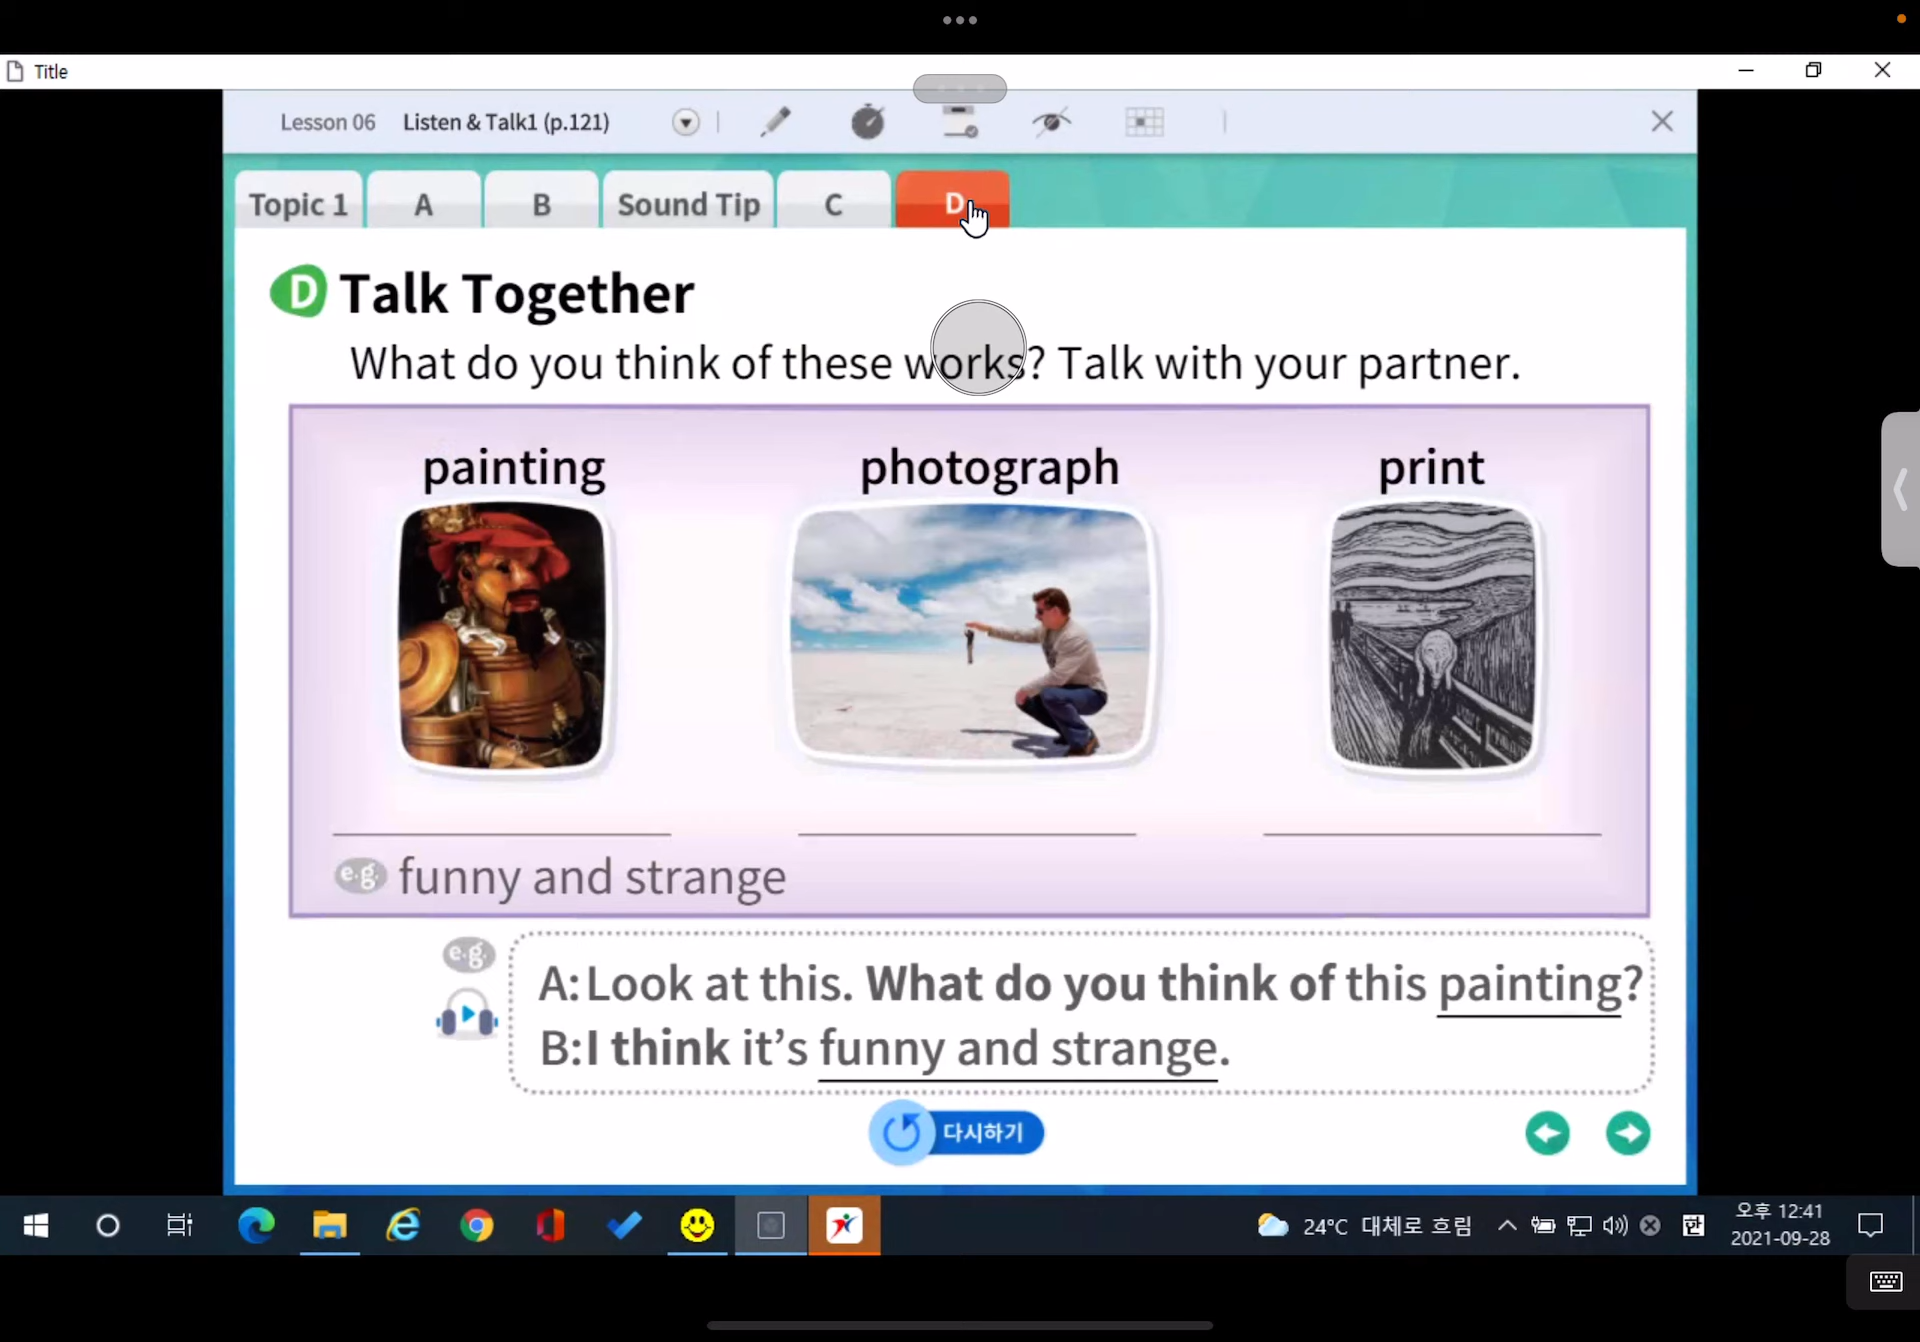 Title
Lesson 06 Listen & Talk1 (p.121)
Topic 1 A B Sound Tip C D
D Talk Together
What do you think of these works? Talk with your partner.
painting photograph print
e.g. funny and strange
e.g.
A: Look at this. What do you think of this painting?
B: I think it's funny and strange.
다시하기
24°C 대체로 흐림
한
오후 12:41
2021-09-28